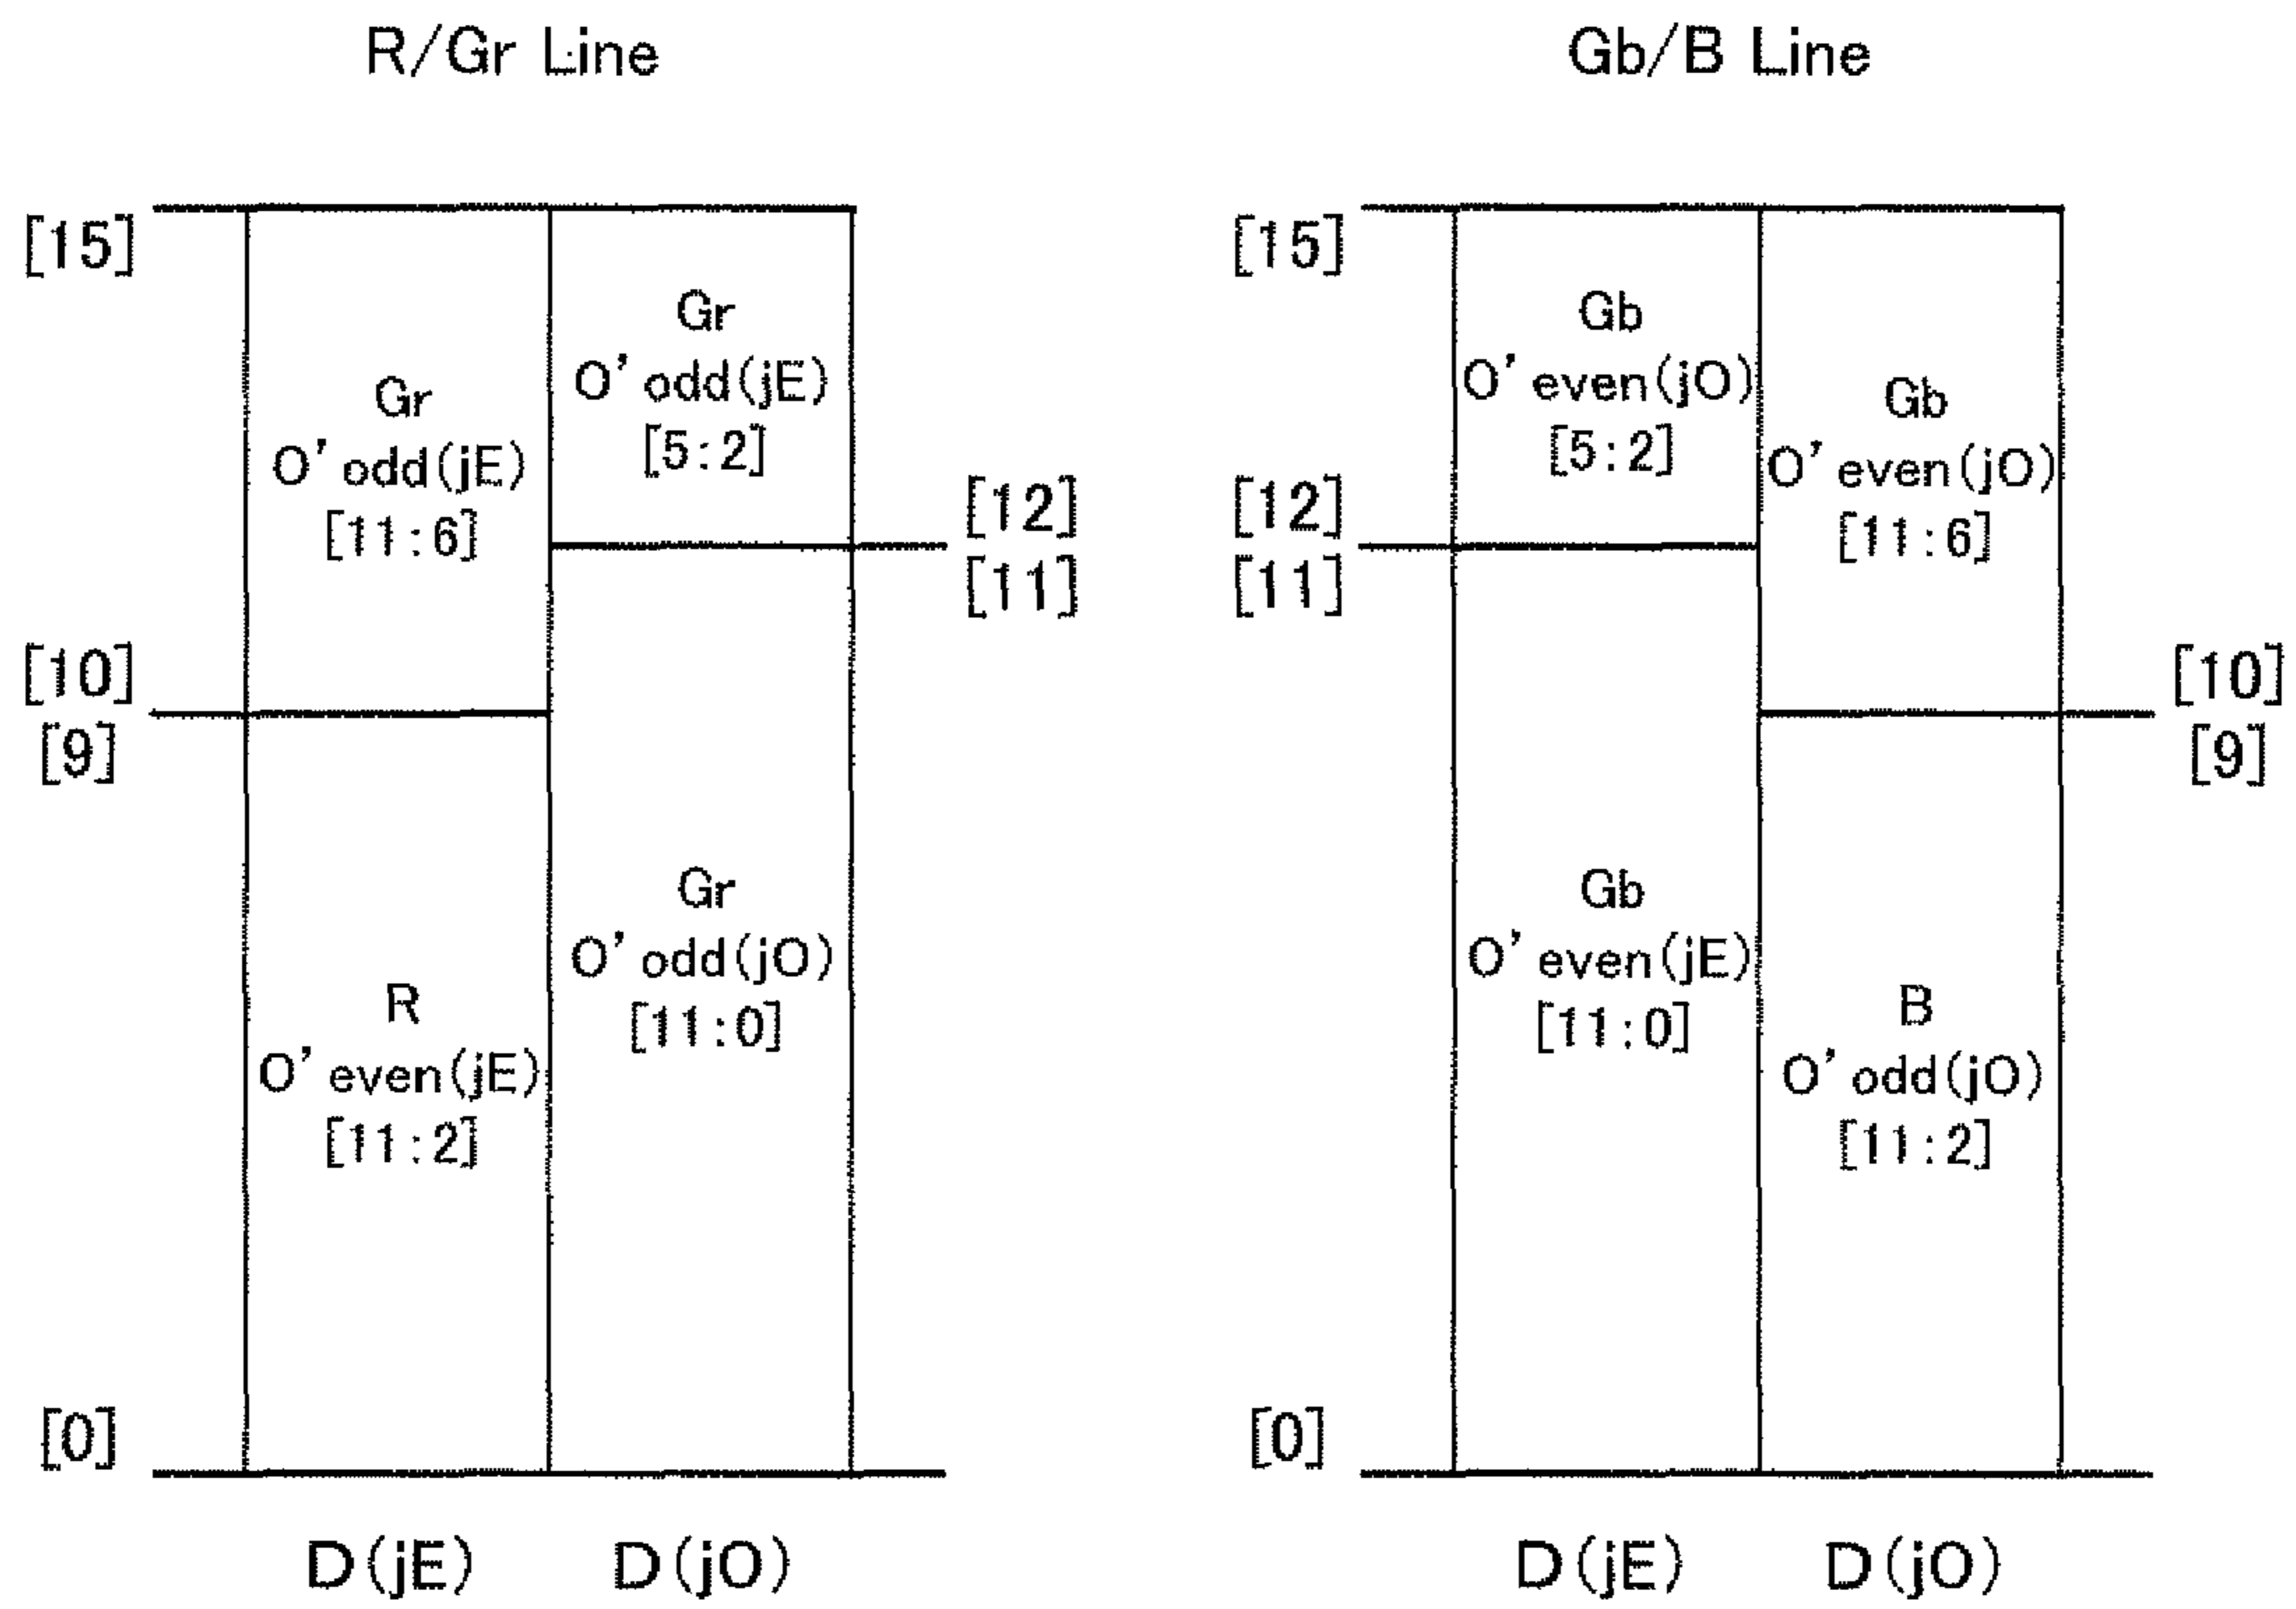 R/Gr Line
[15]
Gr
O' odd(jE)
[11:6]
Gr
O' odd(jE)
[5:2]
[12]
[11]
[10]
[9]
R
O' even(jE)
[11:2]
Gr
O' odd(jO)
[11:0]
[0]
D(jE)
D(jO)
Gb/B Line
[15]
Gb
O' even(jO)
[5:2]
Gb
O' even(jO)
[11:6]
[12]
[11]
[10]
[9]
Gb
O' even(jE)
[11:0]
B
O' odd(jO)
[11:2]
[0]
D(jE)
D(jO)